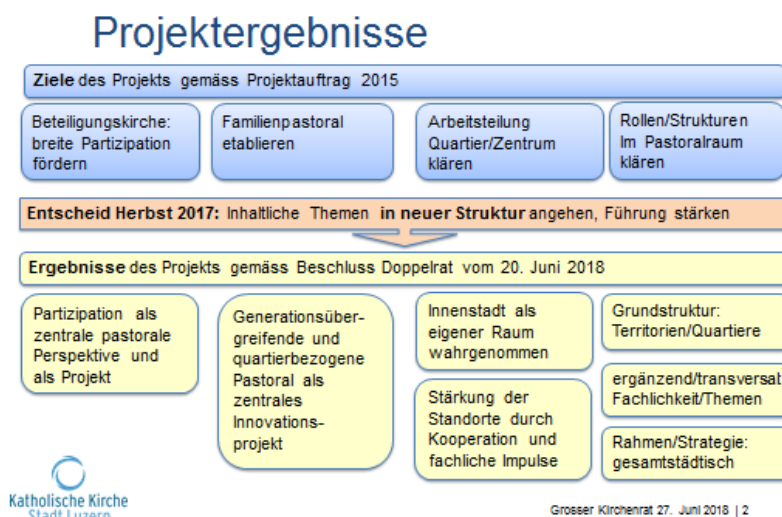 Projektergebnisse
Ziele des Projekts gemäss Projektauftrag 2015
Beteiligungskirche:
breite Partizipation
fördern
Familienpastoral
etablieren
Arbeitsteilung
Quartier/Zentrum
klären
Rollen/Strukturen
Im Pastoralraum
klären
Entscheid Herbst 2017: Inhaltliche Themen in neuer Struktur angehen, Führung stärken
Ergebnisse des Projekts gemäss Beschluss Doppelrat vom 20. Juni 2018
Partizipation als
zentrale pastorale
Perspektive und
als Projekt
Generationsüber-
greifende und
quartierbezogene
Pastoral als
zentrales
Innovations-
projekt
Innenstadt als
eigener Raum
wahrgenommen
Stärkung der
Standorte durch
Kooperation und
fachliche Impulse
Grundstruktur:
Territorien/Quartiere
ergänzend/transversat
Fachlichkeit/Themen
Rahmen/Strategie:
gesamtstädtisch
Katholische Kirche
Stadt Luzern
Grosser Kirchenrat 27. Juni 2018 | 2